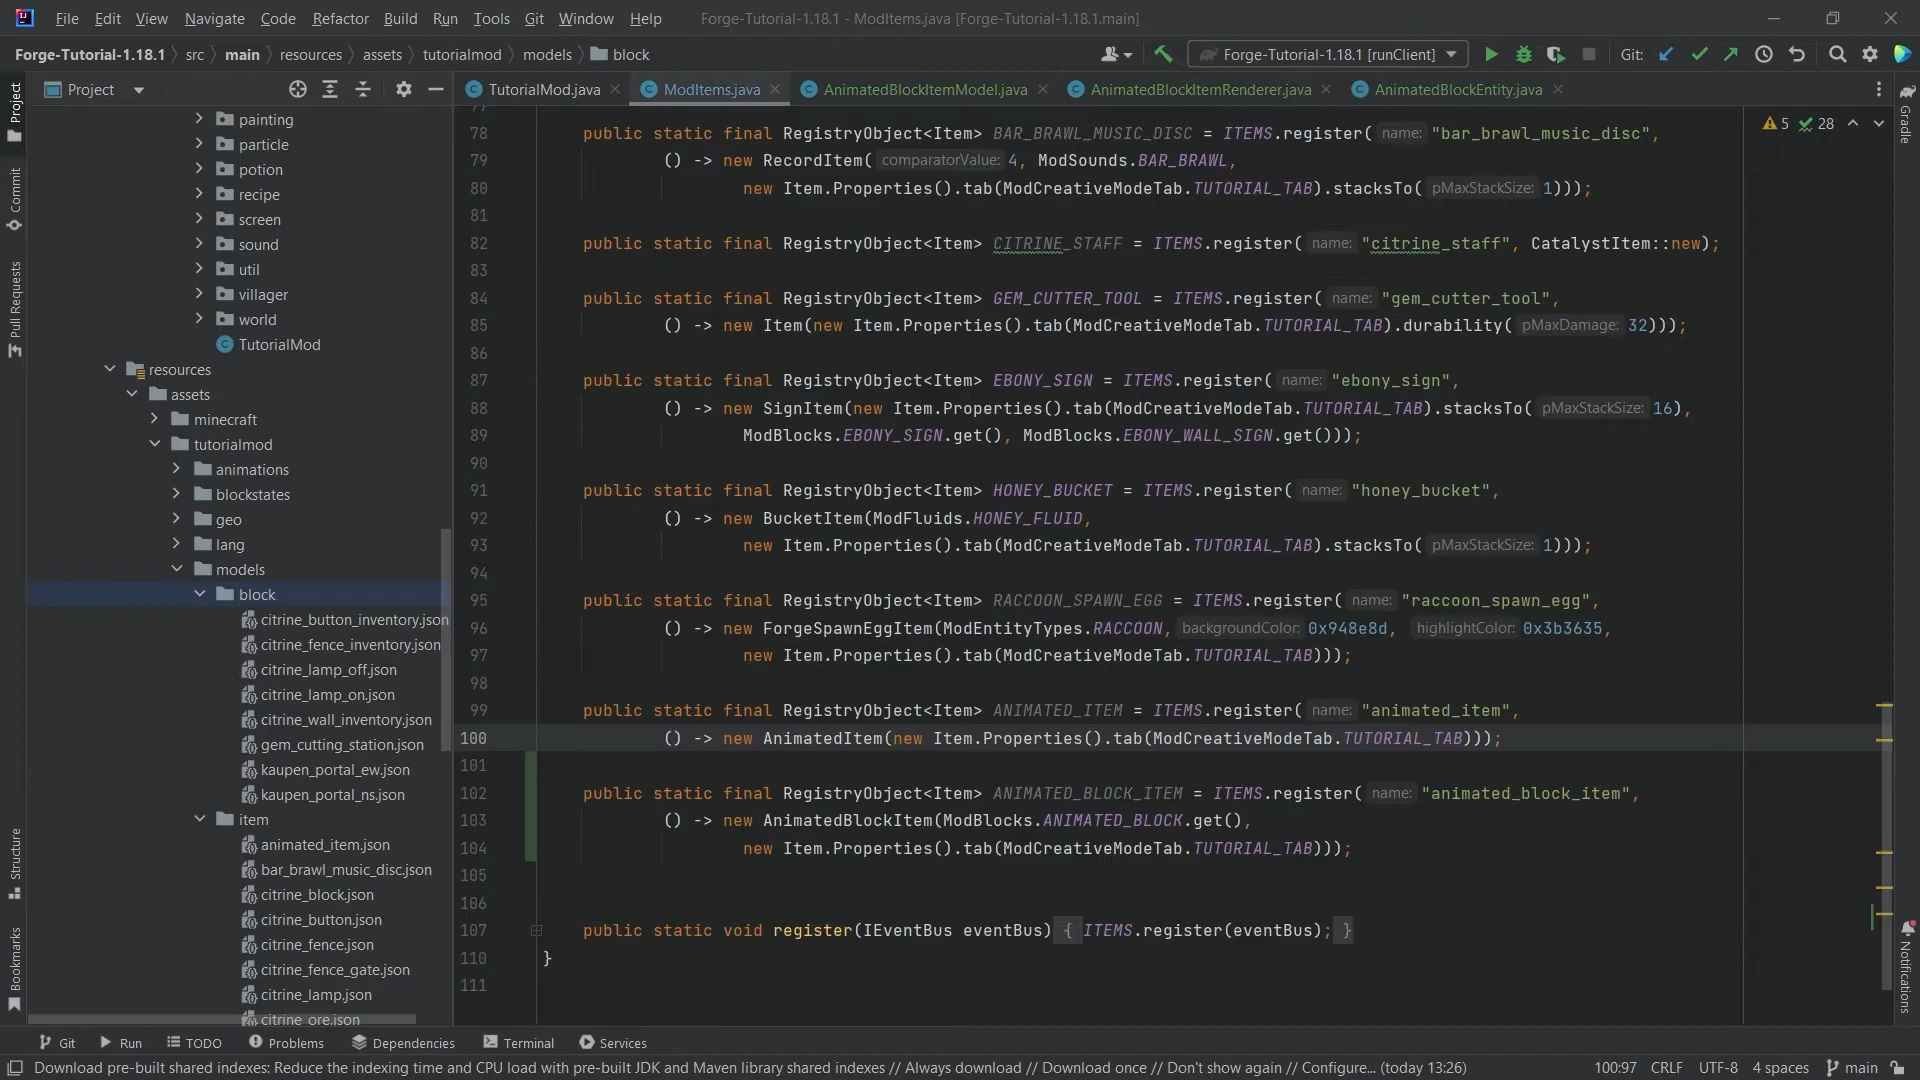 File Edit View Navigate Code Refactor Build Run Tools Git Window Help Forge-Tutorial-1.18.1 - ModItems.java [Forge-Tutorial-1.18.1.main]
Forge-Tutorial-1.18.1 src main resources assets tutorialmod models block Forge-Tutorial-1.18.1 [runClient] Git:
Project TutorialMod.java ModItems.java AnimatedBlockItemModel.java AnimatedBlockItemRenderer.java AnimatedBlockEntity.java
Project
Commit
Pull Requests
Structure
Bookmarks
painting
particle
potion
recipe
screen
sound
util
villager
world
TutorialMod
resources
assets
minecraft
tutorialmod
animations
blockstates
geo
lang
models
block
citrine_button_inventory.json
citrine_fence_inventory.json
citrine_lamp_off.json
citrine_lamp_on.json
citrine_wall_inventory.json
gem_cutting_station.json
kaupen_portal_ew.json
kaupen_portal_ns.json
item
animated_item.json
bar_brawl_music_disc.json
citrine_block.json
citrine_button.json
citrine_fence.json
citrine_fence_gate.json
citrine_lamp.json
citrine_ore.json
5 28
77
78 public static final RegistryObject<Item> BAR_BRAWL_MUSIC_DISC = ITEMS.register( name: "bar_brawl_music_disc",
79 () -> new RecordItem( comparatorValue: 4, ModSounds.BAR_BRAWL,
80 new Item.Properties().tab(ModCreativeModeTab.TUTORIAL_TAB).stacksTo( pMaxStackSize: 1)));
81
82 public static final RegistryObject<Item> CITRINE_STAFF = ITEMS.register( name: "citrine_staff", CatalystItem::new);
83
84 public static final RegistryObject<Item> GEM_CUTTER_TOOL = ITEMS.register( name: "gem_cutter_tool",
85 () -> new Item(new Item.Properties().tab(ModCreativeModeTab.TUTORIAL_TAB).durability( pMaxDamage: 32)));
86
87 public static final RegistryObject<Item> EBONY_SIGN = ITEMS.register( name: "ebony_sign",
88 () -> new SignItem(new Item.Properties().tab(ModCreativeModeTab.TUTORIAL_TAB).stacksTo( pMaxStackSize: 16),
89 ModBlocks.EBONY_SIGN.get(), ModBlocks.EBONY_WALL_SIGN.get()));
90
91 public static final RegistryObject<Item> HONEY_BUCKET = ITEMS.register( name: "honey_bucket",
92 () -> new BucketItem(ModFluids.HONEY_FLUID,
93 new Item.Properties().tab(ModCreativeModeTab.TUTORIAL_TAB).stacksTo( pMaxStackSize: 1)));
94
95 public static final RegistryObject<Item> RACCOON_SPAWN_EGG = ITEMS.register( name: "raccoon_spawn_egg",
96 () -> new ForgeSpawnEggItem(ModEntityTypes.RACCOON, backgroundColor: 0x948e8d, highlightColor: 0x3b3635,
97 new Item.Properties().tab(ModCreativeModeTab.TUTORIAL_TAB)));
98
99 public static final RegistryObject<Item> ANIMATED_ITEM = ITEMS.register( name: "animated_item",
100 () -> new AnimatedItem(new Item.Properties().tab(ModCreativeModeTab.TUTORIAL_TAB)));
101
102 public static final RegistryObject<Item> ANIMATED_BLOCK_ITEM = ITEMS.register( name: "animated_block_item",
103 () -> new AnimatedBlockItem(ModBlocks.ANIMATED_BLOCK.get(),
104 new Item.Properties().tab(ModCreativeModeTab.TUTORIAL_TAB)));
105
106
107 public static void register(IEventBus eventBus) { ITEMS.register(eventBus); }
110 }
111
Gradle
Notifications
Git Run TODO Problems Dependencies Terminal Services
Download pre-built shared indexes: Reduce the indexing time and CPU load with pre-built JDK and Maven library shared indexes // Always download // Download once // Don't show again // Configure... (today 13:26) 100:97 CRLF UTF-8 4 spaces main